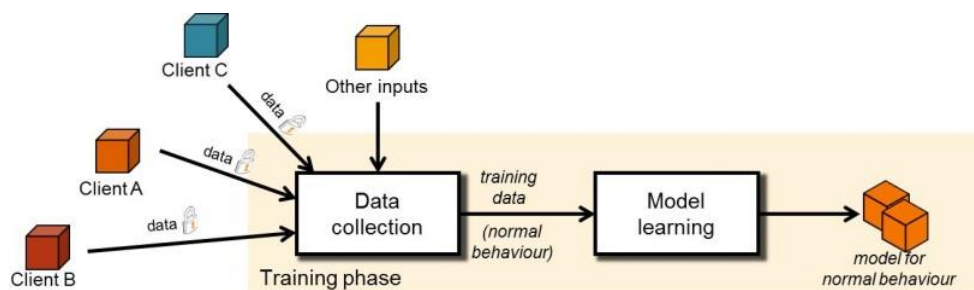 Client C
Other inputs
data
Client A
data
Client B
data
Data
collection
training
data
(normal
behaviour)
Model
learning
model for
normal behaviour
Training phase